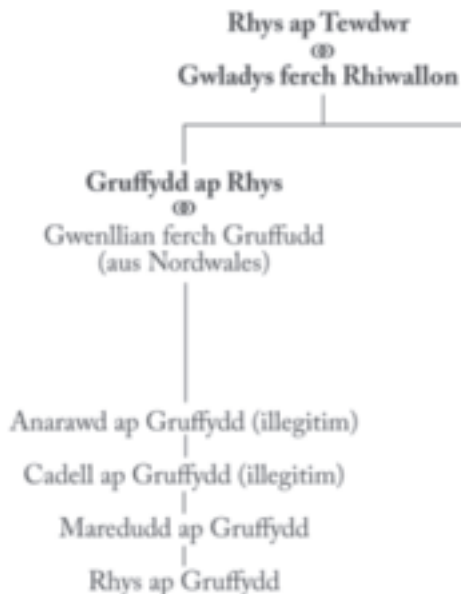 Rhys ap Tewdwr
⚭
Gwladys ferch Rhiwallon
Gruffydd ap Rhys
⚭
Gwenllian ferch Gruffudd
(aus Nordwales)
Anarawd ap Gruffydd (illegitim)
Cadell ap Gruffydd (illegitim)
Maredudd ap Gruffydd
Rhys ap Gruffydd